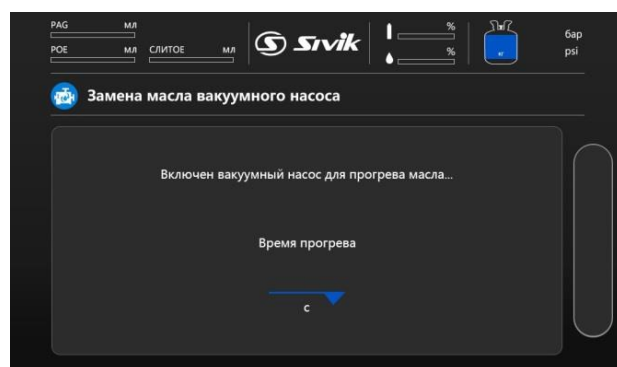 PAG мл
POE мл СЛИТОЕ мл
Sivik
%
%
кг
бар
psi
Замена масла вакуумного насоса
Включен вакуумный насос для прогрева масла...
Время прогрева
с